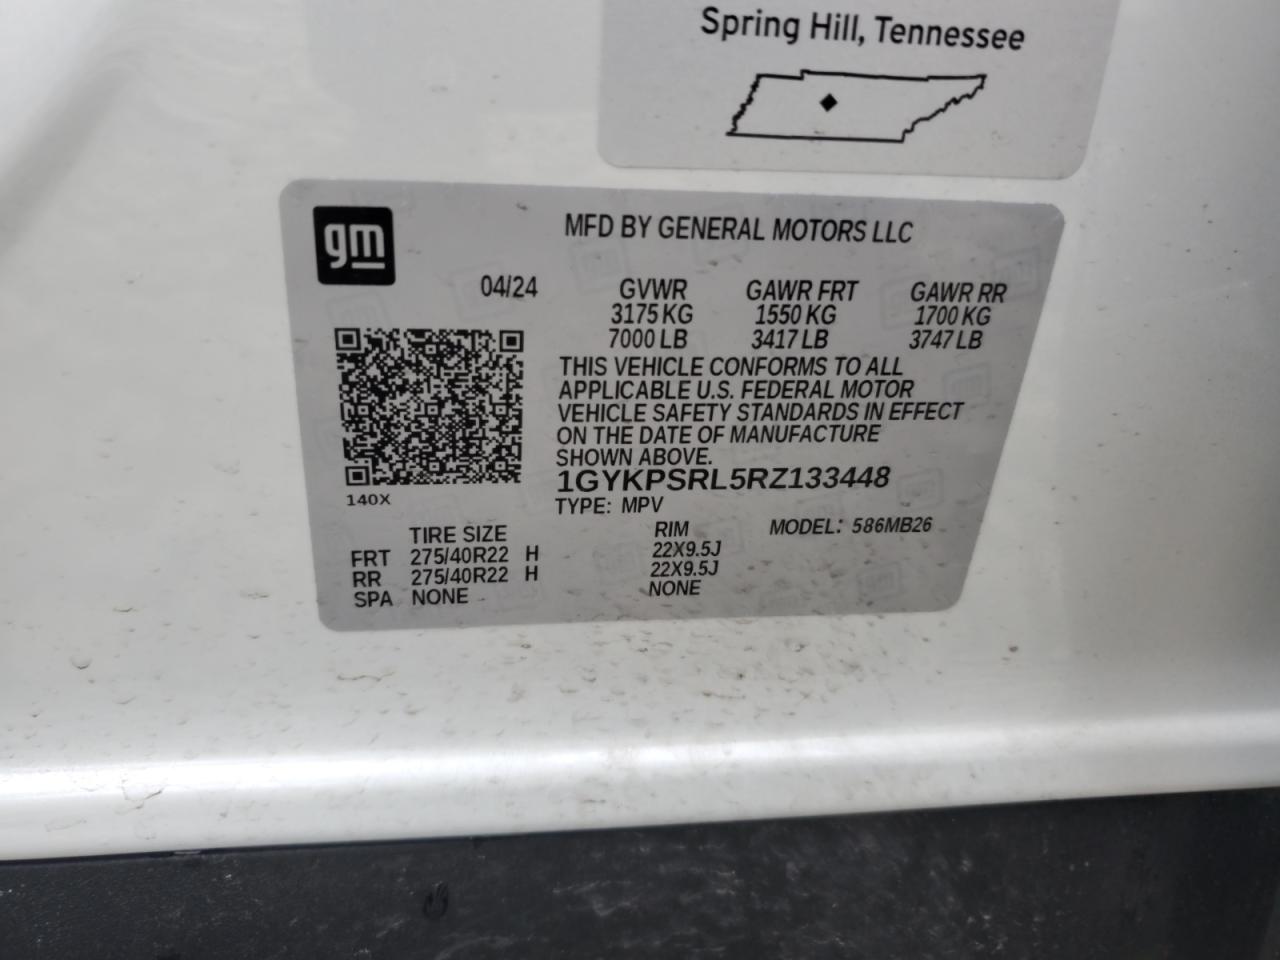 Spring Hill, Tennessee
gm
MFD BY GENERAL MOTORS LLC
04/24 GVWR GAWR FRT GAWR RR
3175 KG 1550 KG 1700 KG
7000 LB 3417 LB 3747 LB
THIS VEHICLE CONFORMS TO ALL
APPLICABLE U.S. FEDERAL MOTOR
VEHICLE SAFETY STANDARDS IN EFFECT
ON THE DATE OF MANUFACTURE
SHOWN ABOVE.
1GYKPSRL5RZ133448
140X
TYPE: MPV
TIRE SIZE RIM MODEL: 586MB26
FRT 275/40R22 H 22X9.5J
RR 275/40R22 H 22X9.5J
SPA NONE NONE